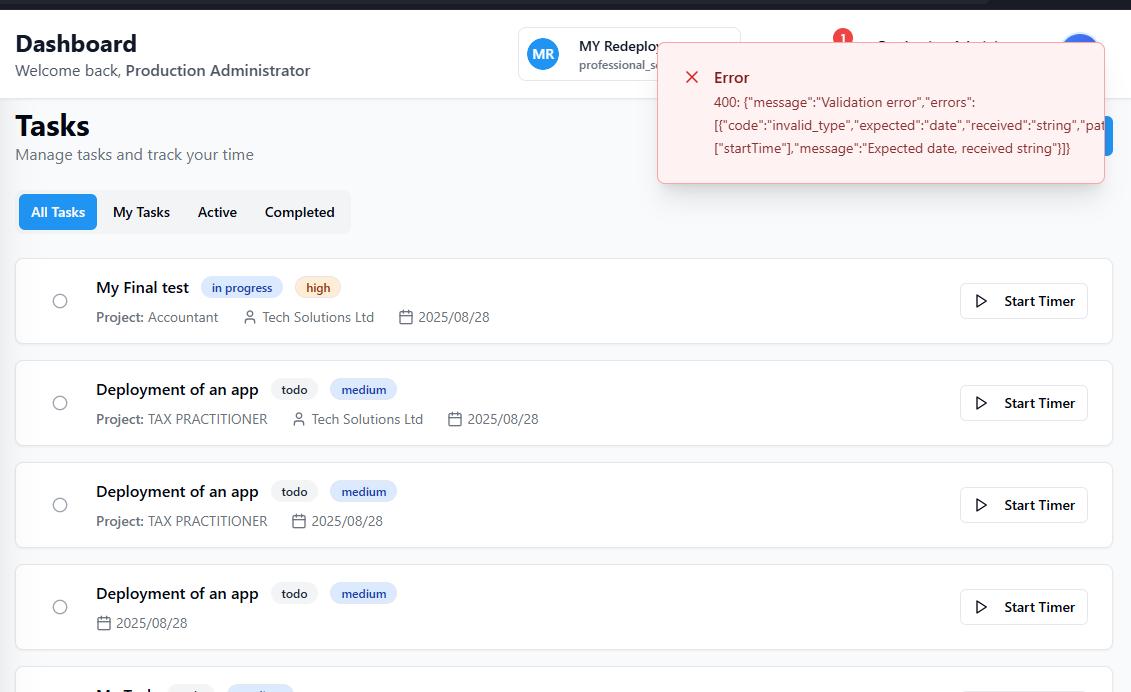 Dashboard
Welcome back, Production Administrator
MR
MY Redeploy
professional_se
1
Error
400: {"message":"Validation error","errors":
[{"code":"invalid_type","expected":"date","received":"string","pat
["startTime"],"message":"Expected date, received string"}]}
Tasks
Manage tasks and track your time
All Tasks
My Tasks
Active
Completed
My Final test
in progress
high
Project: Accountant
Tech Solutions Ltd
2025/08/28
Start Timer
Deployment of an app
todo
medium
Project: TAX PRACTITIONER
Tech Solutions Ltd
2025/08/28
Start Timer
Deployment of an app
todo
medium
Project: TAX PRACTITIONER
2025/08/28
Start Timer
Deployment of an app
todo
medium
2025/08/28
Start Timer